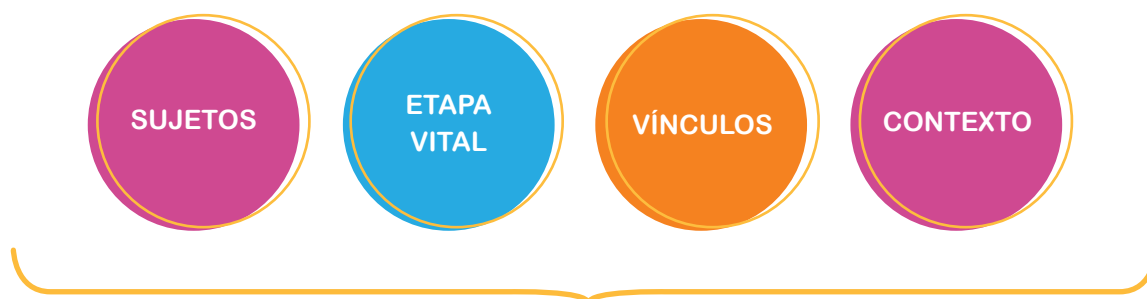 SUJETOS
ETAPA
VITAL
VÍNCULOS
CONTEXTO